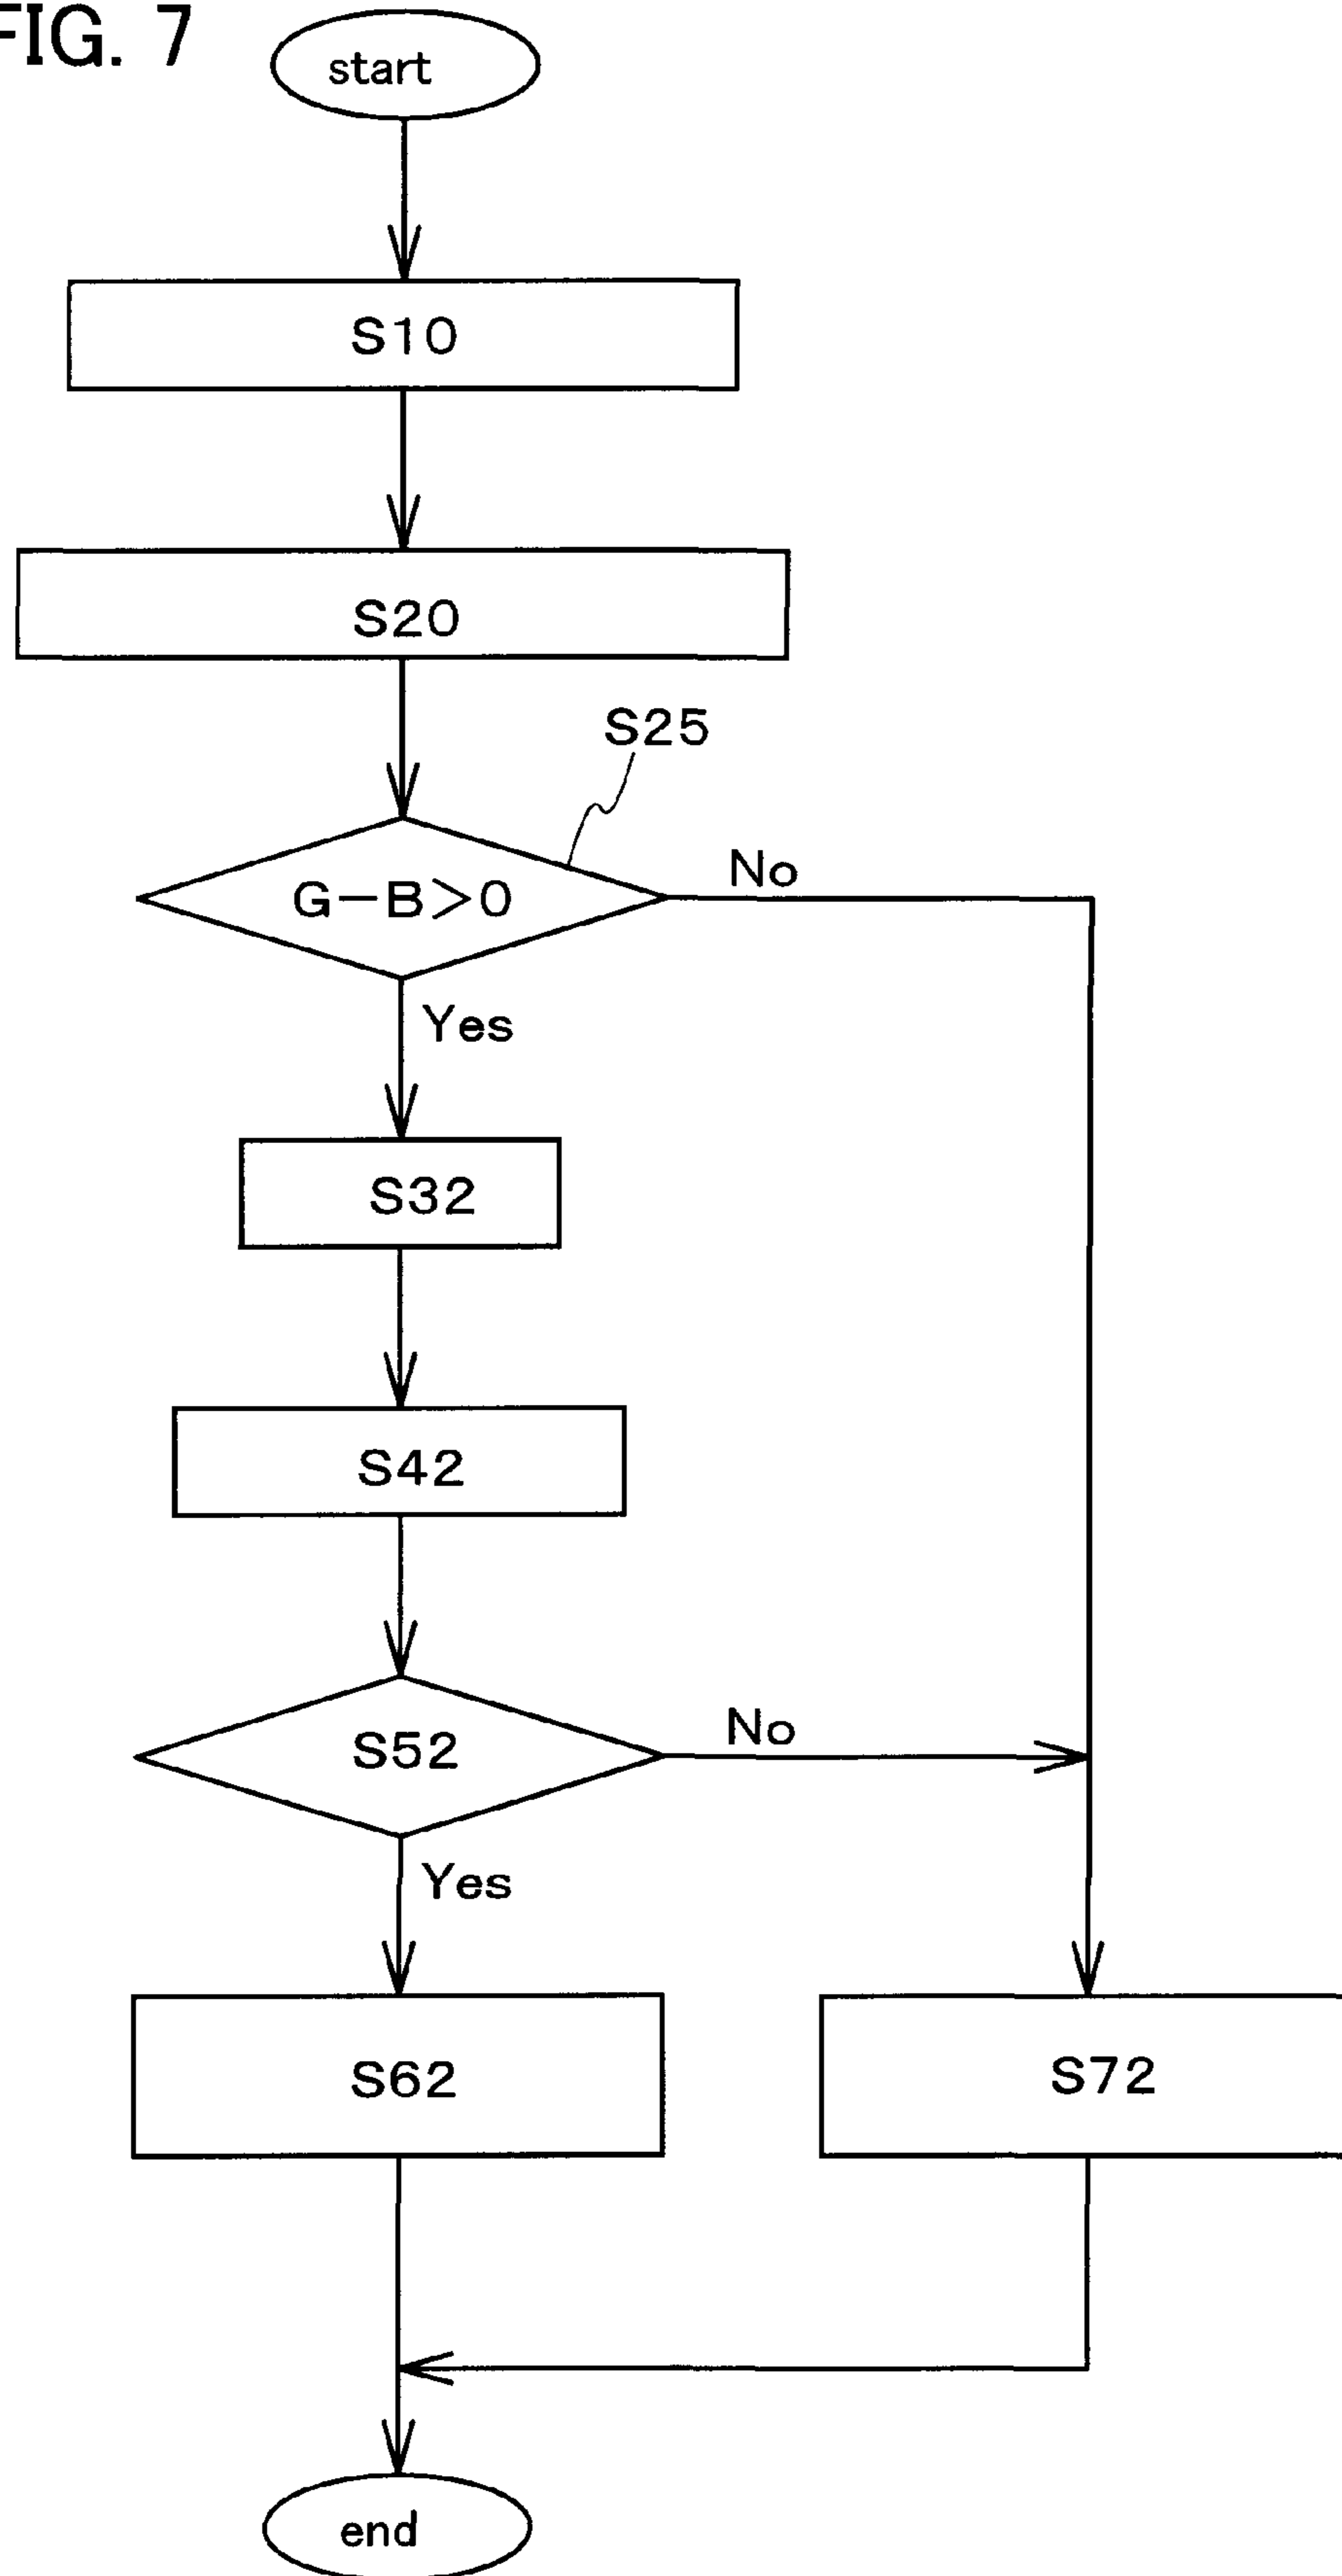 FIG. 7
start
S10
S20
S25
G-B>0
No
Yes
S32
S42
S52
No
Yes
S62
S72
end